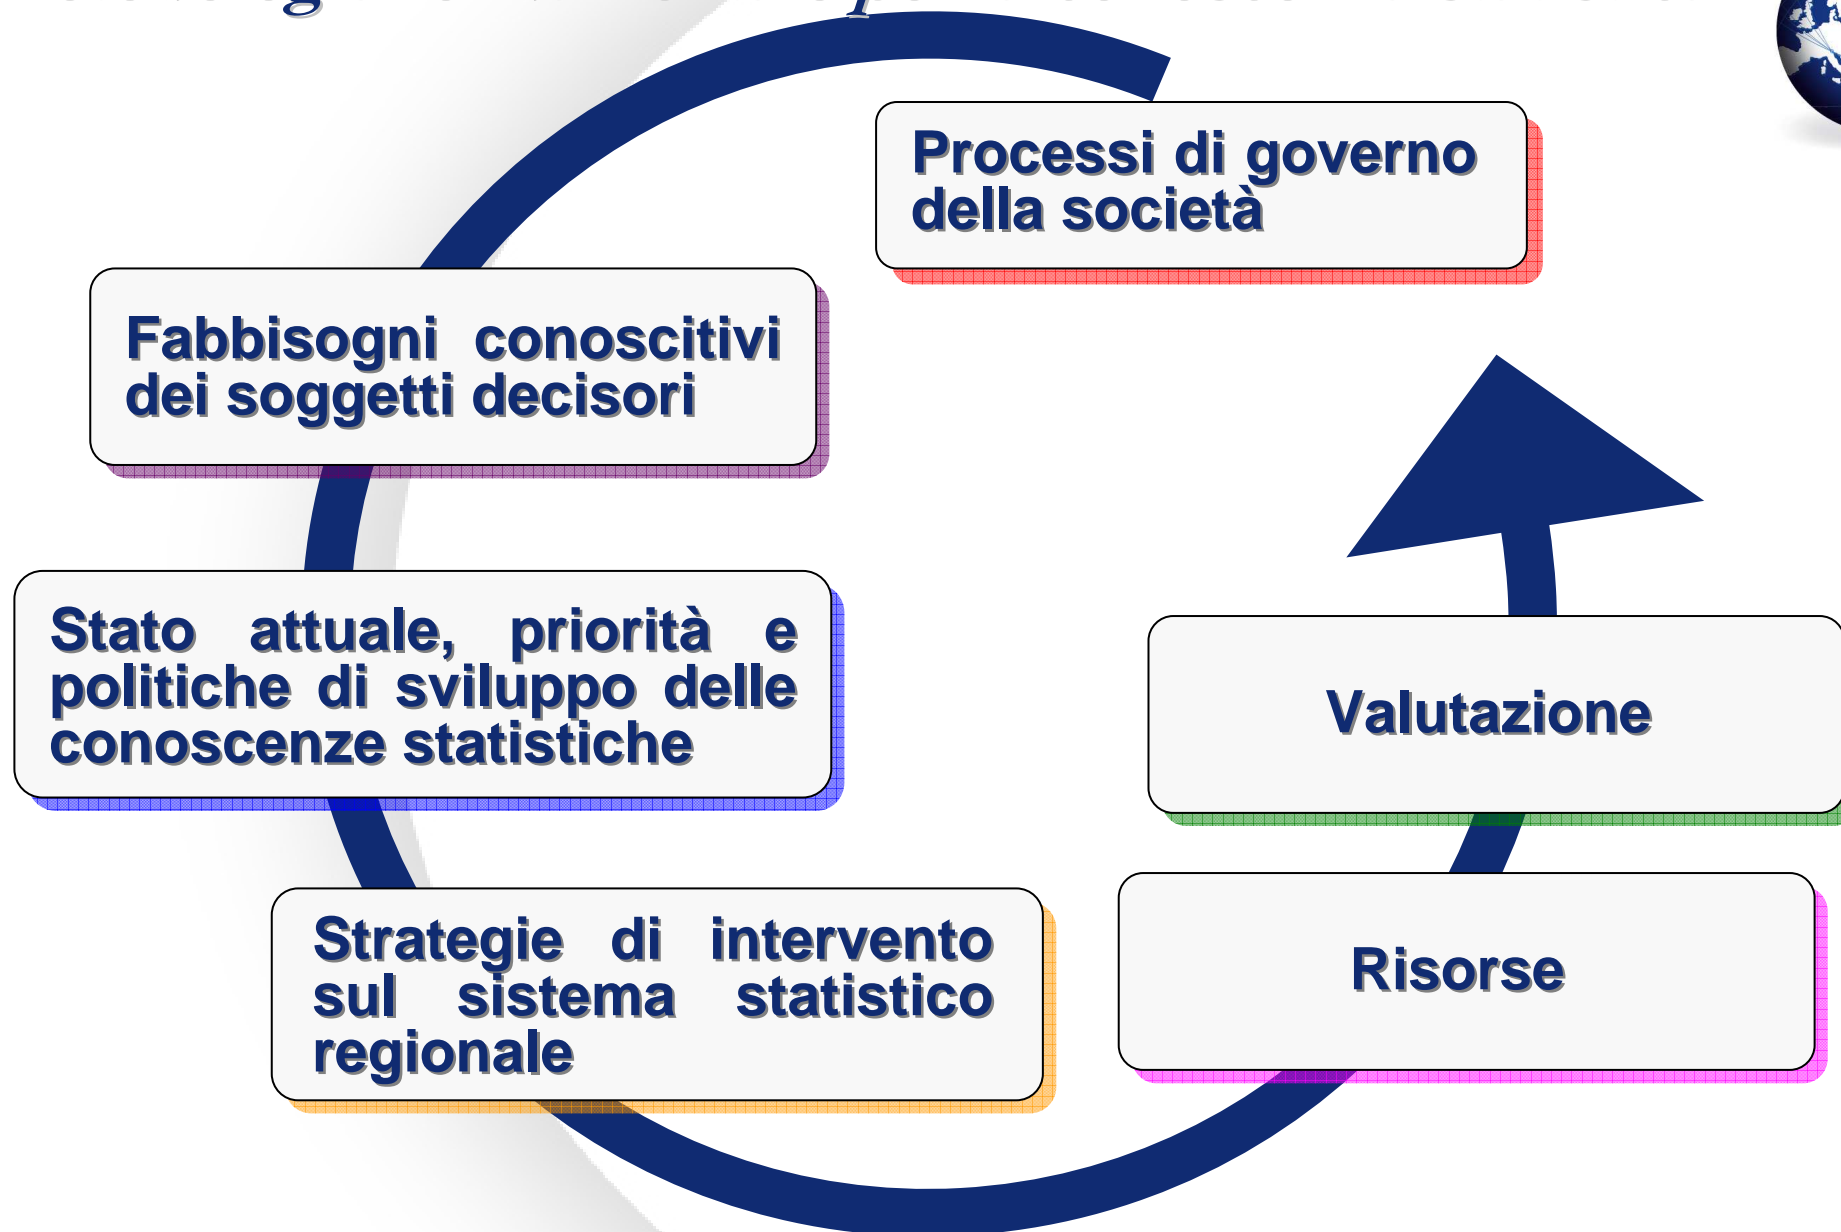 Processi di governo
della società
Fabbisogni conoscitivi
dei soggetti decisori
Stato attuale, priorità e
politiche di sviluppo delle
conoscenze statistiche
Strategie di intervento
sul sistema statistico
regionale
Valutazione
Risorse